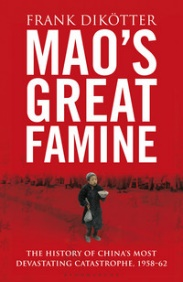 FRANK DIKÖTTER
MAO'S
GREAT
FAMINE
THE HISTORY OF CHINA'S MOST
DEVASTATING CATASTROPHE, 1958-62